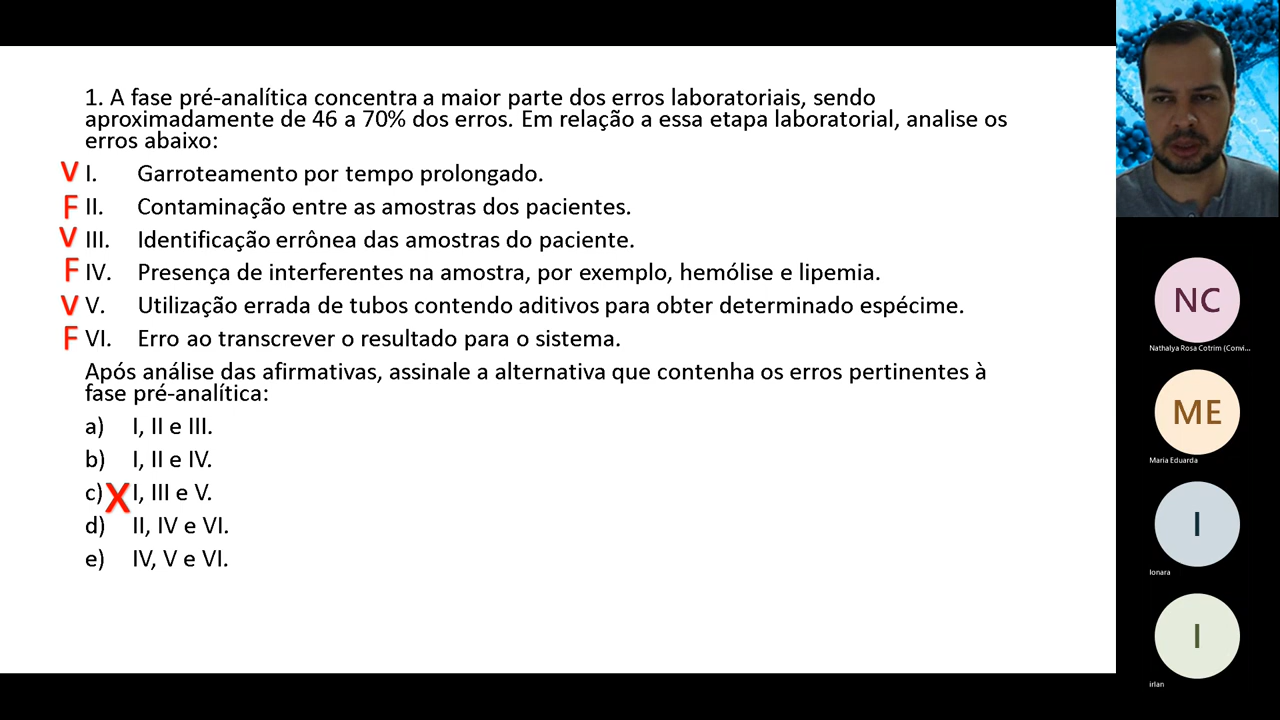 1. A fase pré-analítica concentra a maior parte dos erros laboratoriais, sendo
aproximadamente de 46 a 70% dos erros. Em relação a essa etapa laboratorial, analise os
erros abaixo:
V I. Garroteamento por tempo prolongado.
F II. Contaminação entre as amostras dos pacientes.
V III. Identificação errônea das amostras do paciente.
F IV. Presença de interferentes na amostra, por exemplo, hemólise e lipemia.
V V. Utilização errada de tubos contendo aditivos para obter determinado espécime.
F VI. Erro ao transcrever o resultado para o sistema.
Após análise das afirmativas, assinale a alternativa que contenha os erros pertinentes à
fase pré-analítica:
a) I, II e III.
b) I, II e IV.
c) X I, III e V.
d) II, IV e VI.
e) IV, V e VI.
NC
Nathalya Rosa Cotrim (Convi...
ME
Maria Eduarda
I
Ionara
I
irlan